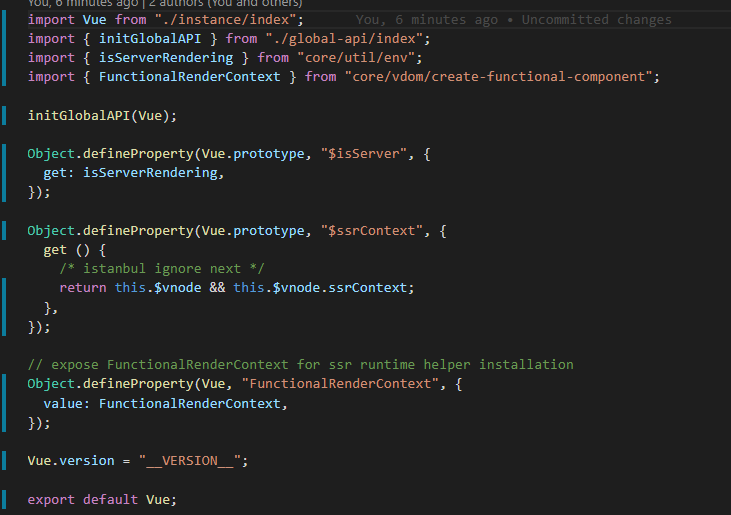 You, 6 minutes ago | 2 authors (You and others)
import Vue from "./instance/index";     You, 6 minutes ago • Uncommitted changes
import { initGlobalAPI } from "./global-api/index";
import { isServerRendering } from "core/util/env";
import { FunctionalRenderContext } from "core/vdom/create-functional-component";

initGlobalAPI(Vue);

Object.defineProperty(Vue.prototype, "$isServer", {
  get: isServerRendering,
});

Object.defineProperty(Vue.prototype, "$ssrContext", {
  get () {
    /* istanbul ignore next */
    return this.$vnode && this.$vnode.ssrContext;
  },
});

// expose FunctionalRenderContext for ssr runtime helper installation
Object.defineProperty(Vue, "FunctionalRenderContext", {
  value: FunctionalRenderContext,
});

Vue.version = "__VERSION__";

export default Vue;